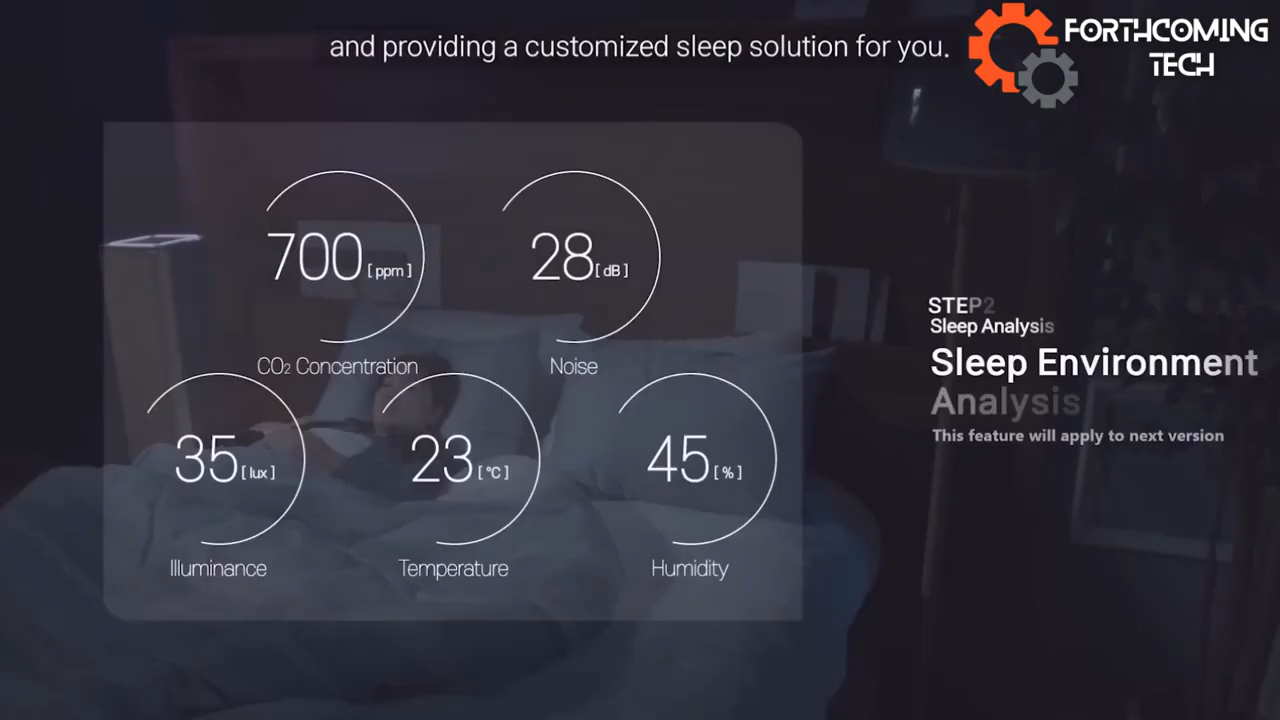 and providing a customized sleep solution for you.
FORTHCOMING
TECH
700 [ ppm ]
CO2 Concentration
28 [ dB ]
Noise
35 [ lux ]
Illuminance
23 [ °C ]
Temperature
45 [ % ]
Humidity
STEP2
Sleep Analysis
Sleep Environment
Analysis
This feature will apply to next version